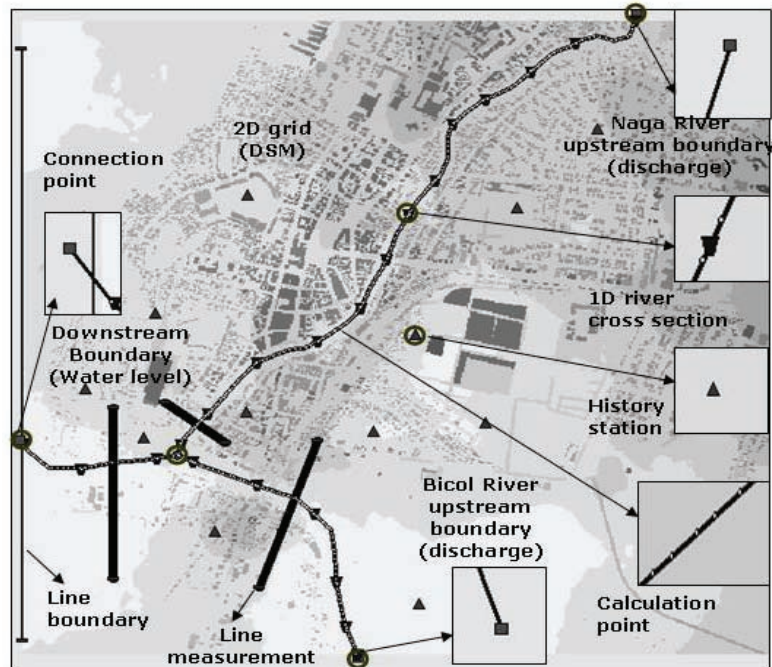 2D grid
(DSM)
Connection
point
Naga River
upstream boundary
(discharge)
1D river
cross section
Downstream
Boundary
(Water level)
History
station
Bicol River
upstream
boundary
(discharge)
Line
boundary
Line
measurement
Calculation
point